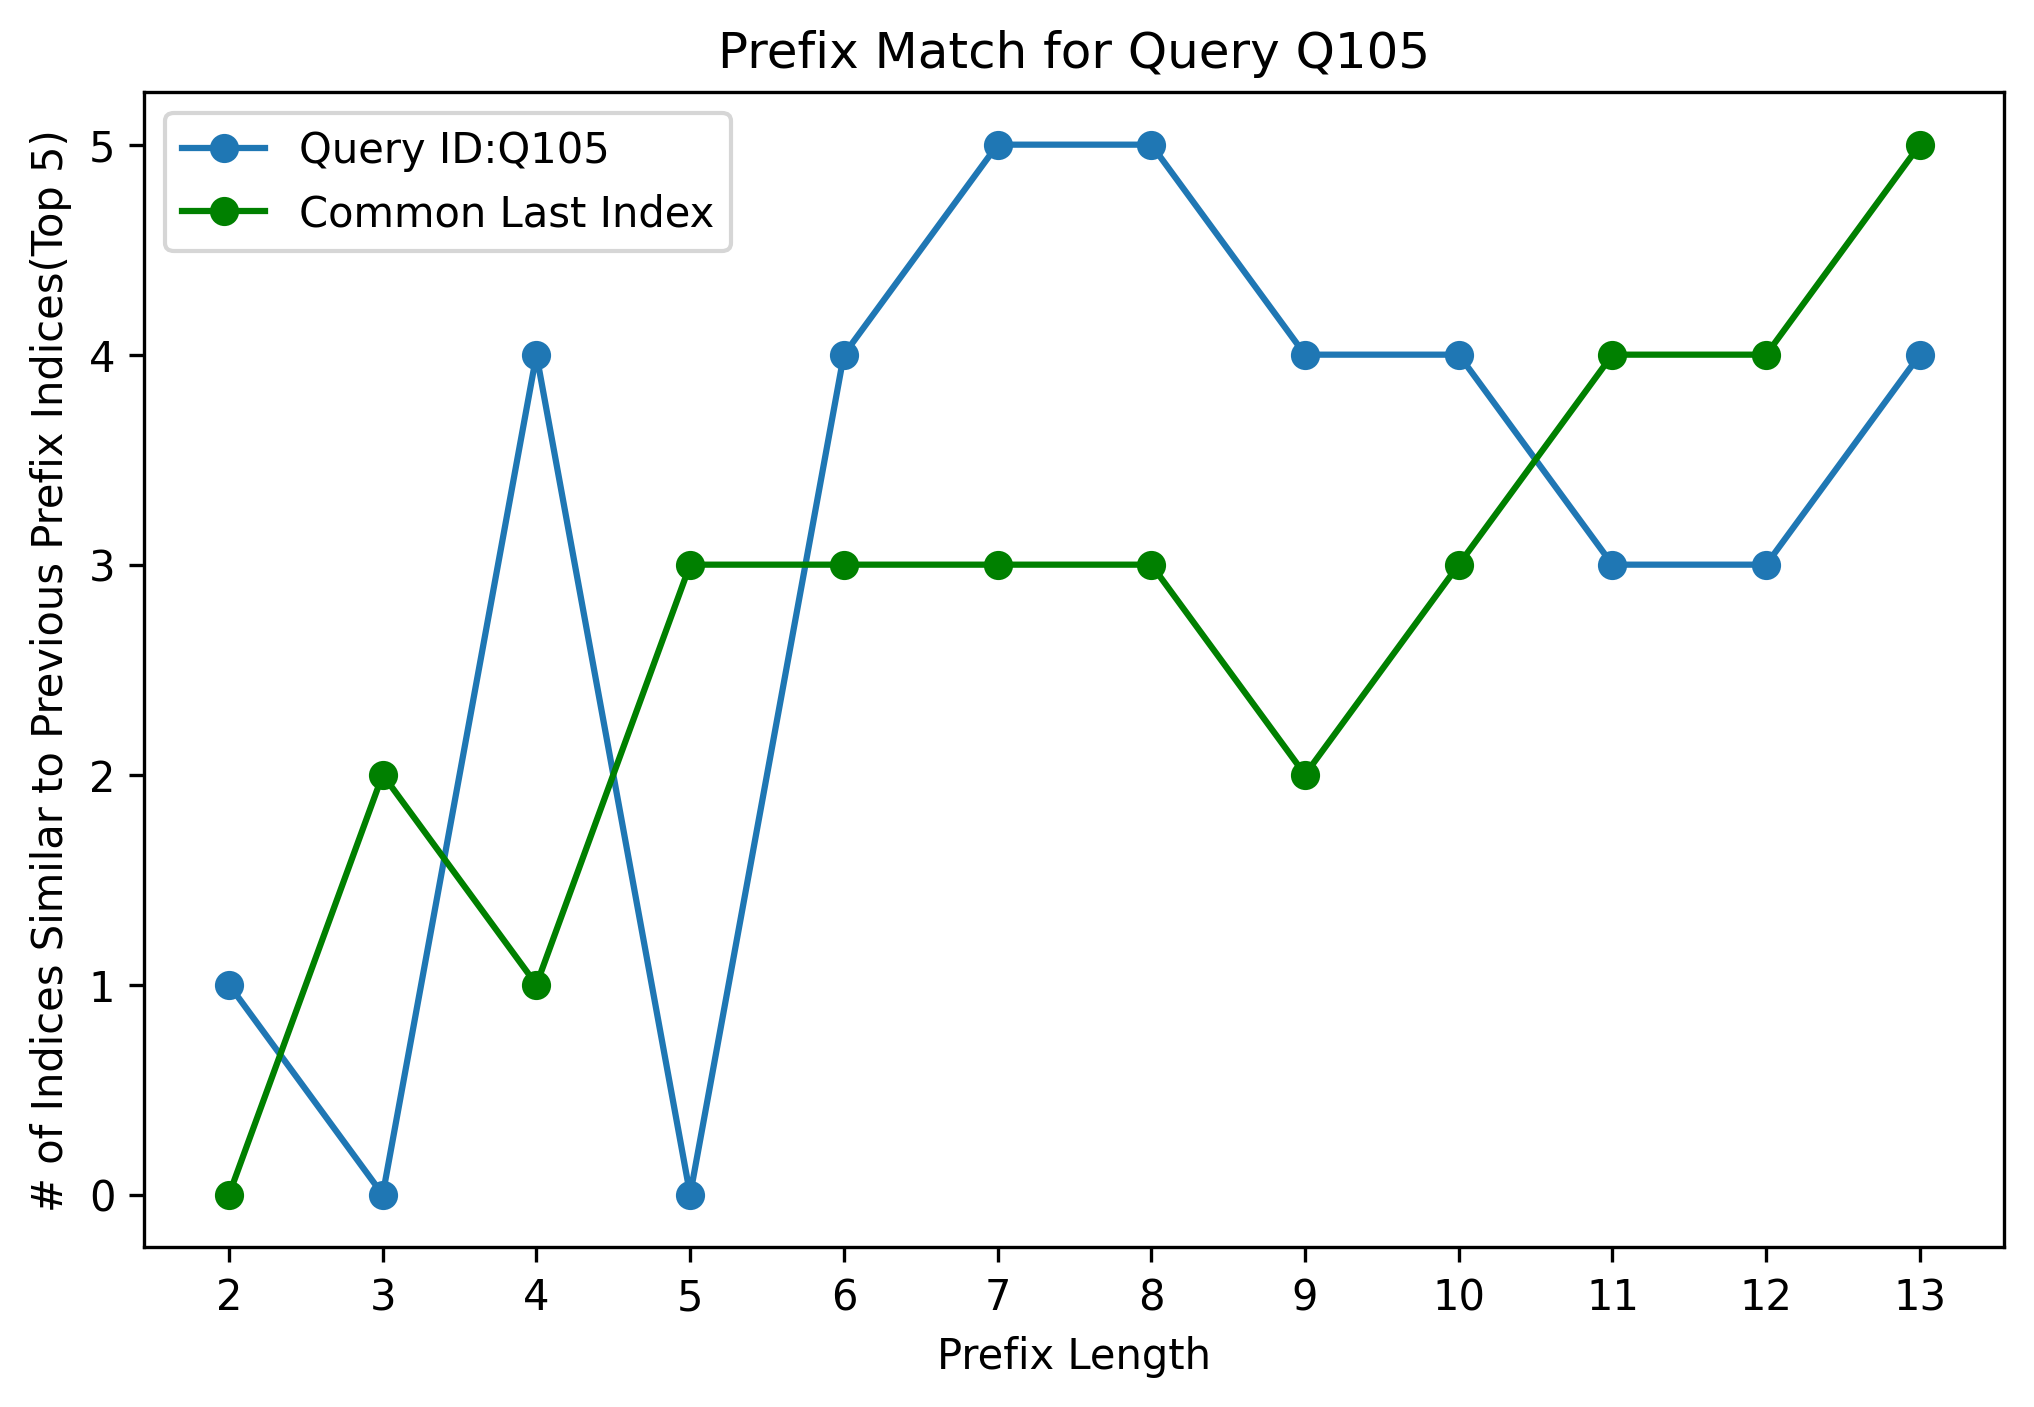 Prefix Match for Query Q105
Query ID:Q105
Common Last Index
# of Indices Similar to Previous Prefix Indices(Top 5)
5
4
3
2
1
0
2 3 4 5 6 7 8 9 10 11 12 13
Prefix Length